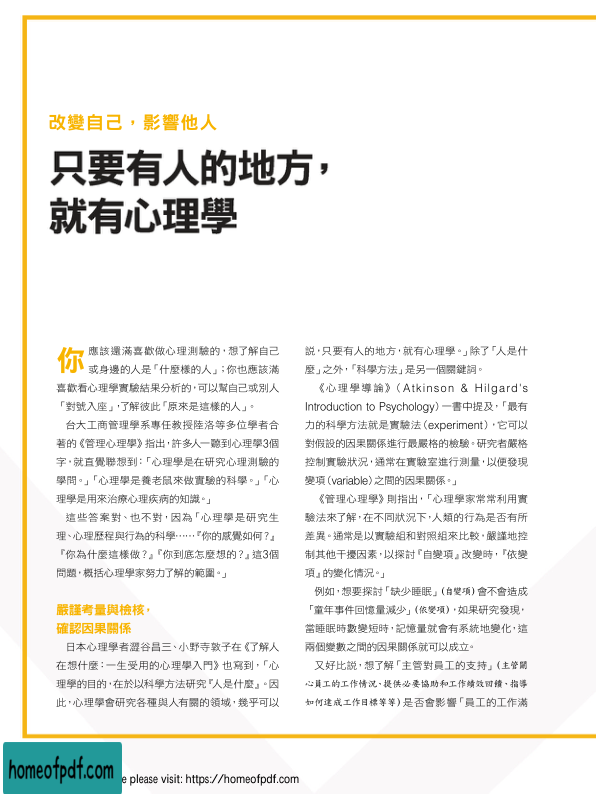 改變自己，影響他人
只要有人的地方，
就有心理學
你應該還滿喜歡做心理測驗的，想了解自己
或身邊的人是「什麼樣的人」；你也應該滿
喜歡看心理學實驗結果分析的，可以幫自己或別人
「對號入座」，了解彼此「原來是這樣的人」。
台大工商管理學系專任教授陸洛等多位學者合
著的《管理心理學》指出，許多人一聽到心理學3個
字，就直覺聯想到：「心理學是在研究心理測驗的
學問。」「心理學是養老鼠來做實驗的科學。」「心
理學是用來治療心理疾病的知識。」
這些答案對、也不對，因為「心理學是研究生
理、心理歷程與行為的科學……『你的感覺如何？』
『你為什麼這樣做？』『你到底怎麼想的？』這3個
問題，概括心理學家努力了解的範圍。」
嚴謹考量與檢核，
確認因果關係
日本心理學者澀谷昌三、小野寺敦子在《了解人
在想什麼：一生受用的心理學入門》也寫到，「心
理學的目的，在於以科學方法研究『人是什麼』。因
此，心理學會研究各種與人有關的領域，幾乎可以
說，只要有人的地方，就有心理學。」除了「人是什
麼」之外，「科學方法」是另一個關鍵詞。
《心理學導論》（Atkinson & Hilgard's
Introduction to Psychology）一書中提及，「最有
力的科學方法就是實驗法（experiment），它可以
對假設的因果關係進行最嚴格的檢驗。研究者嚴格
控制實驗狀況，通常在實驗室進行測量，以便發現
變項（variable）之間的因果關係。」
《管理心理學》則指出，「心理學家常常利用實
驗法來了解，在不同狀況下，人類的行為是否有所
差異。通常是以實驗組和對照組來比較，嚴謹地控
制其他干擾因素，以探討『自變項』改變時，『依變
項』的變化情況。」
例如，想要探討「缺少睡眠」（自變項）會不會造成
「童年事件回憶量減少」（依變項），如果研究發現，
當睡眠時數變短時，記憶量就會有系統地變化，這
兩個變數之間的因果關係就可以成立。
又好比說，想了解「主管對員工的支持」（主管關
心員工的工作情況、提供必要協助和工作績效回饋、指導
如何達成工作目標等等）是否會影響「員工的工作滿
homeofpdf.com
e please visit: https://homeofpdf.com